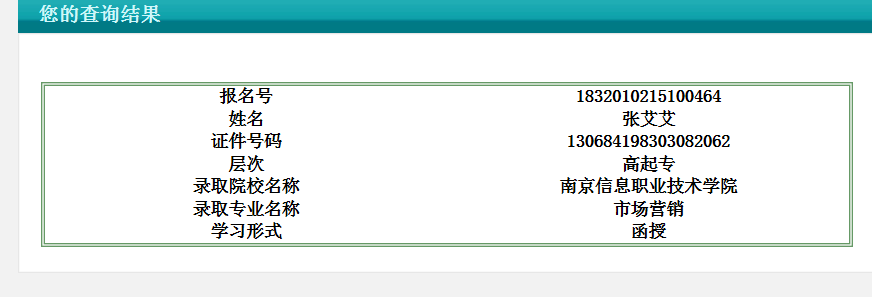 您的查询结果
报名号 1832010215100464
姓名 张艾艾
证件号码 130684198303082062
层次 高起专
录取院校名称 南京信息职业技术学院
录取专业名称 市场营销
学习形式 函授